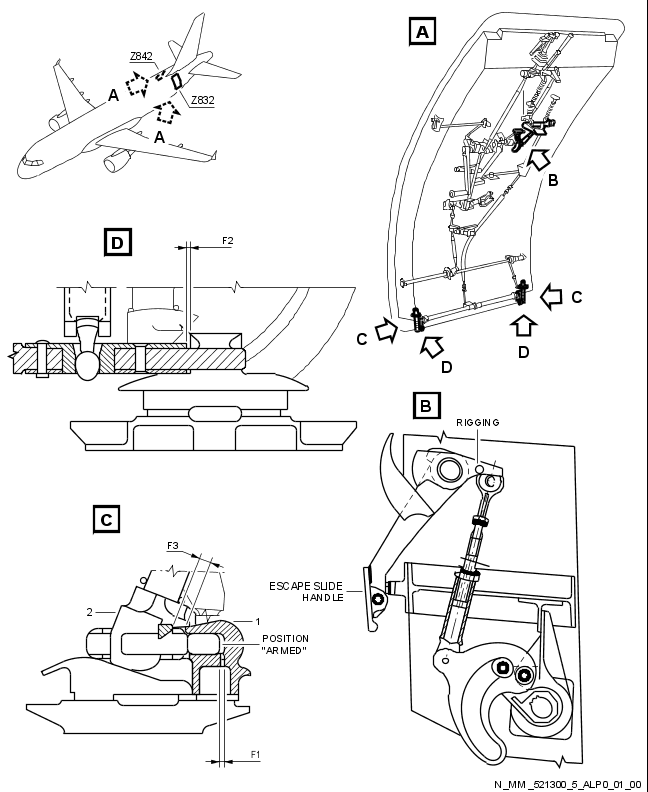 Z842
A
Z832
A
A
B
C
C
D
D
D
F2
B
RIGGING
ESCAPE SLIDE
HANDLE
C
F3
2
1
POSITION
"ARMED"
F1
N_MM_521300_5_ALP0_01_00